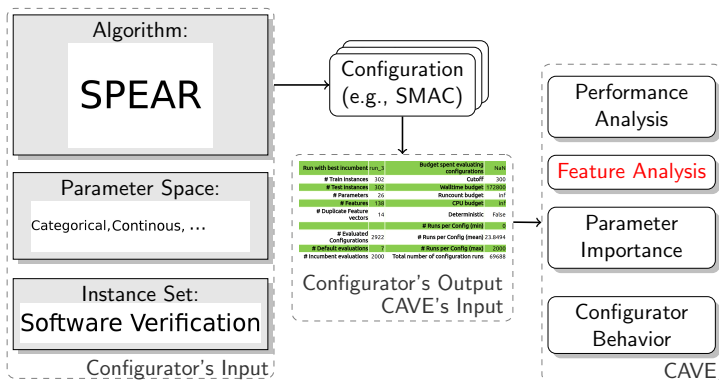 Algorithm:
SPEAR
Parameter Space:
Categorical,Continous, ...
Instance Set:
Software Verification
Configurator's Input
Configuration
(e.g., SMAC)
Run with best incumbent run_3 Budget spent evaluating configurations NaN
# Train instances 302 Cutoff 300
# Test instances 302 Walltime budget 172800
# Parameters 26 Runcount budget inf
# Features 138 CPU budget inf
# Duplicate Feature vectors 14 Deterministic False
# Runs per Config (min) 0
# Evaluated Configurations 2922 # Runs per Config (mean) 23.8494
# Default evaluations 7 # Runs per Config (max) 2000
# Incumbent evaluations 2000 Total number of configuration runs 69688
Configurator's Output
CAVE's Input
Performance
Analysis
Feature Analysis
Parameter
Importance
Configurator
Behavior
CAVE